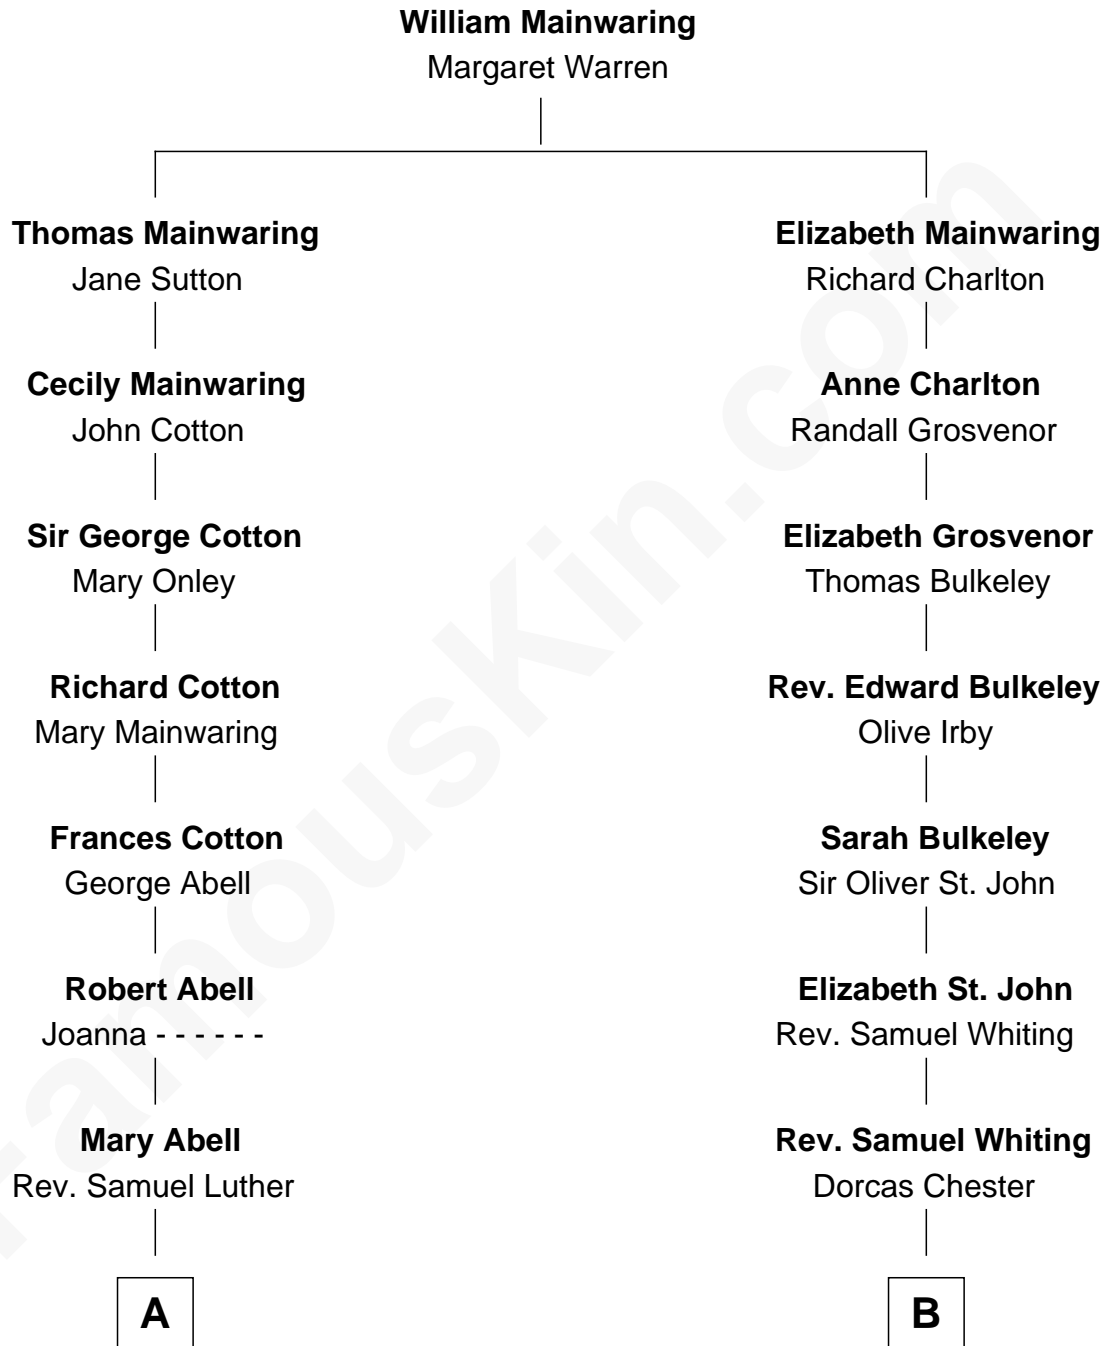 William Mainwaring
Margaret Warren
Thomas Mainwaring
Jane Sutton
Elizabeth Mainwaring
Richard Charlton
Cecily Mainwaring
John Cotton
Anne Charlton
Randall Grosvenor
Sir George Cotton
Mary Onley
Elizabeth Grosvenor
Thomas Bulkeley
Richard Cotton
Mary Mainwaring
Rev. Edward Bulkeley
Olive Irby
Frances Cotton
George Abell
Sarah Bulkeley
Sir Oliver St. John
Robert Abell
Joanna - - - - - -
Elizabeth St. John
Rev. Samuel Whiting
Mary Abell
Rev. Samuel Luther
Rev. Samuel Whiting
Dorcas Chester
A
B
FamousKin.com